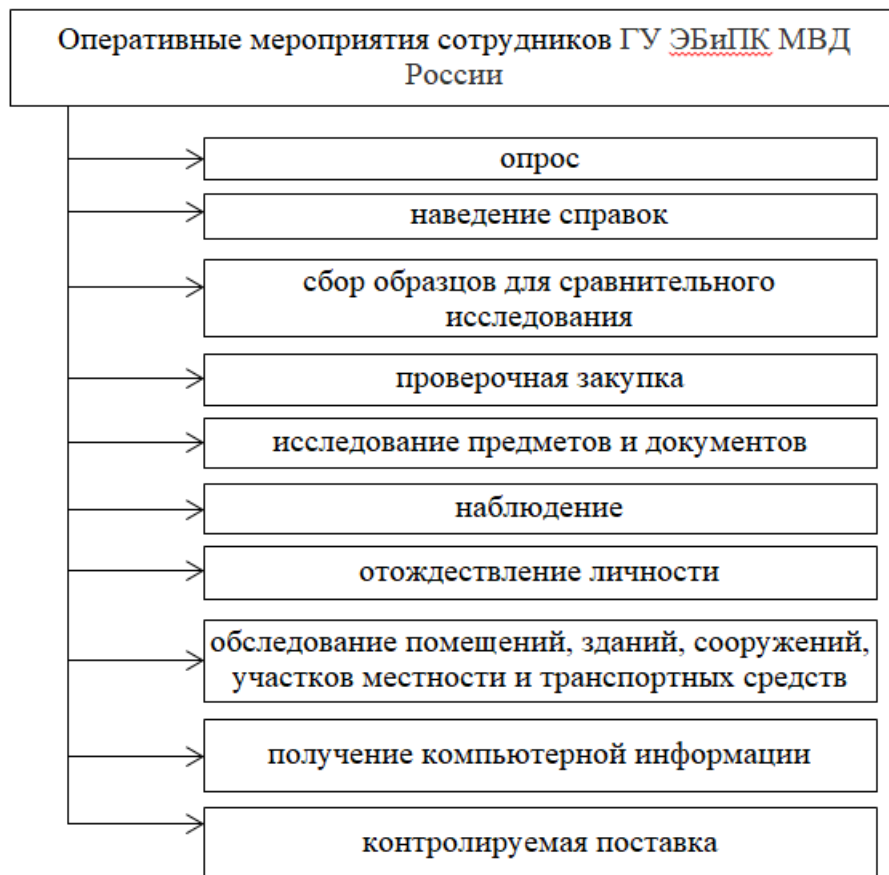 Оперативные мероприятия сотрудников ГУ ЭБиПК МВД
России
опрос
наведение справок
сбор образцов для сравнительного
исследования
проверочная закупка
исследование предметов и документов
наблюдение
отождествление личности
обследование помещений, зданий, сооружений,
участков местности и транспортных средств
получение компьютерной информации
контролируемая поставка